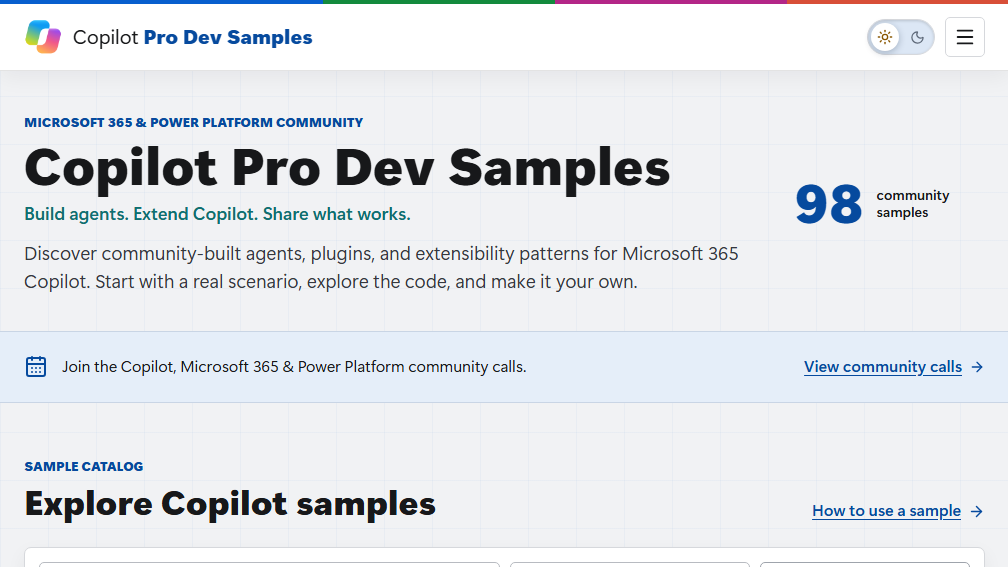 Copilot Pro Dev Samples
MICROSOFT 365 & POWER PLATFORM COMMUNITY
Copilot Pro Dev Samples
Build agents. Extend Copilot. Share what works.
Discover community-built agents, plugins, and extensibility patterns for Microsoft 365
Copilot. Start with a real scenario, explore the code, and make it your own.
98
community
samples
Join the Copilot, Microsoft 365 & Power Platform community calls.
View community calls →
SAMPLE CATALOG
Explore Copilot samples
How to use a sample →